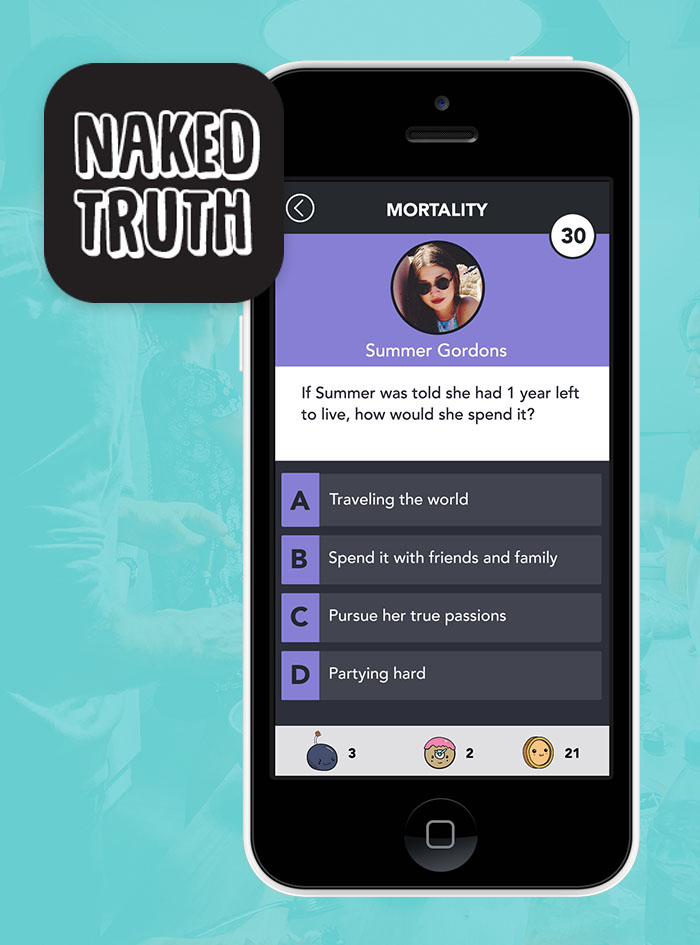 NAKED
TRUTH
MORTALITY
30
Summer Gordons
If Summer was told she had 1 year left
to live, how would she spend it?
A Traveling the world
B Spend it with friends and family
C Pursue her true passions
D Partying hard
3 2 21